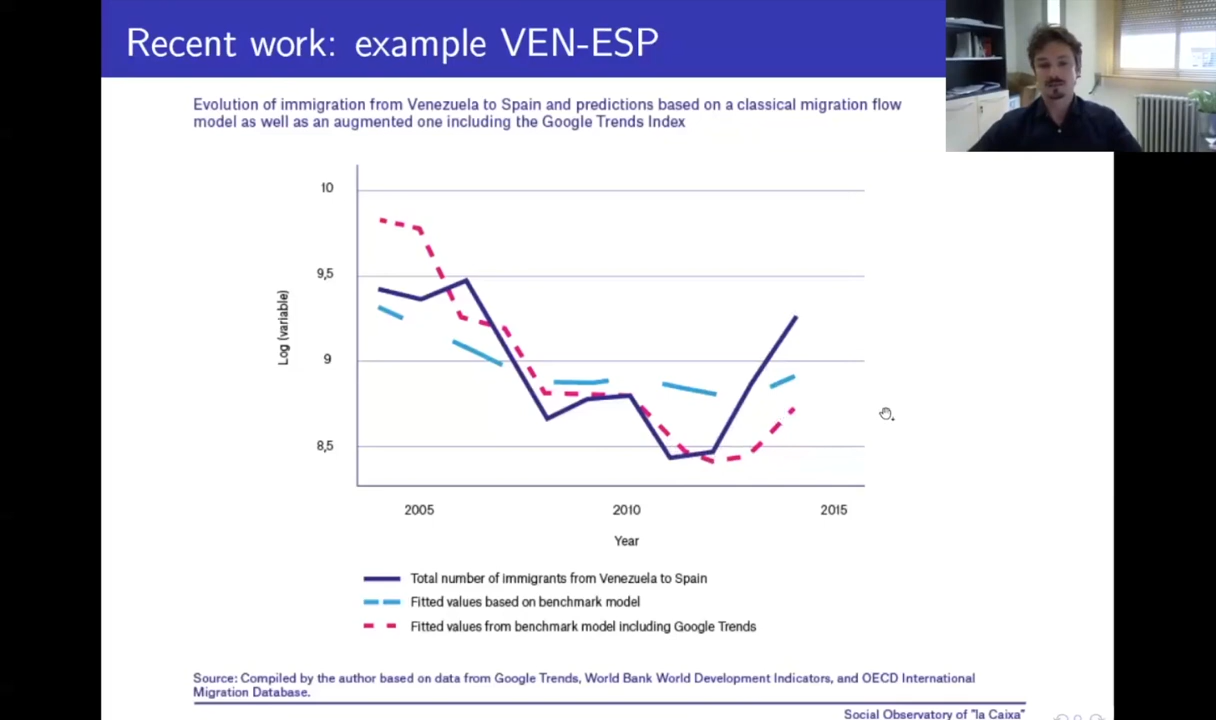 Recent work: example VEN-ESP
Evolution of immigration from Venezuela to Spain and predictions based on a classical migration flow
model as well as an augmented one including the Google Trends Index
10
9,5
9
8,5
Log (variable)
2005
2010
2015
Year
Total number of immigrants from Venezuela to Spain
Fitted values based on benchmark model
Fitted values from benchmark model including Google Trends
Source: Compiled by the author based on data from Google Trends, World Bank World Development Indicators, and OECD International
Migration Database.
Social Observatory of "la Caixa"